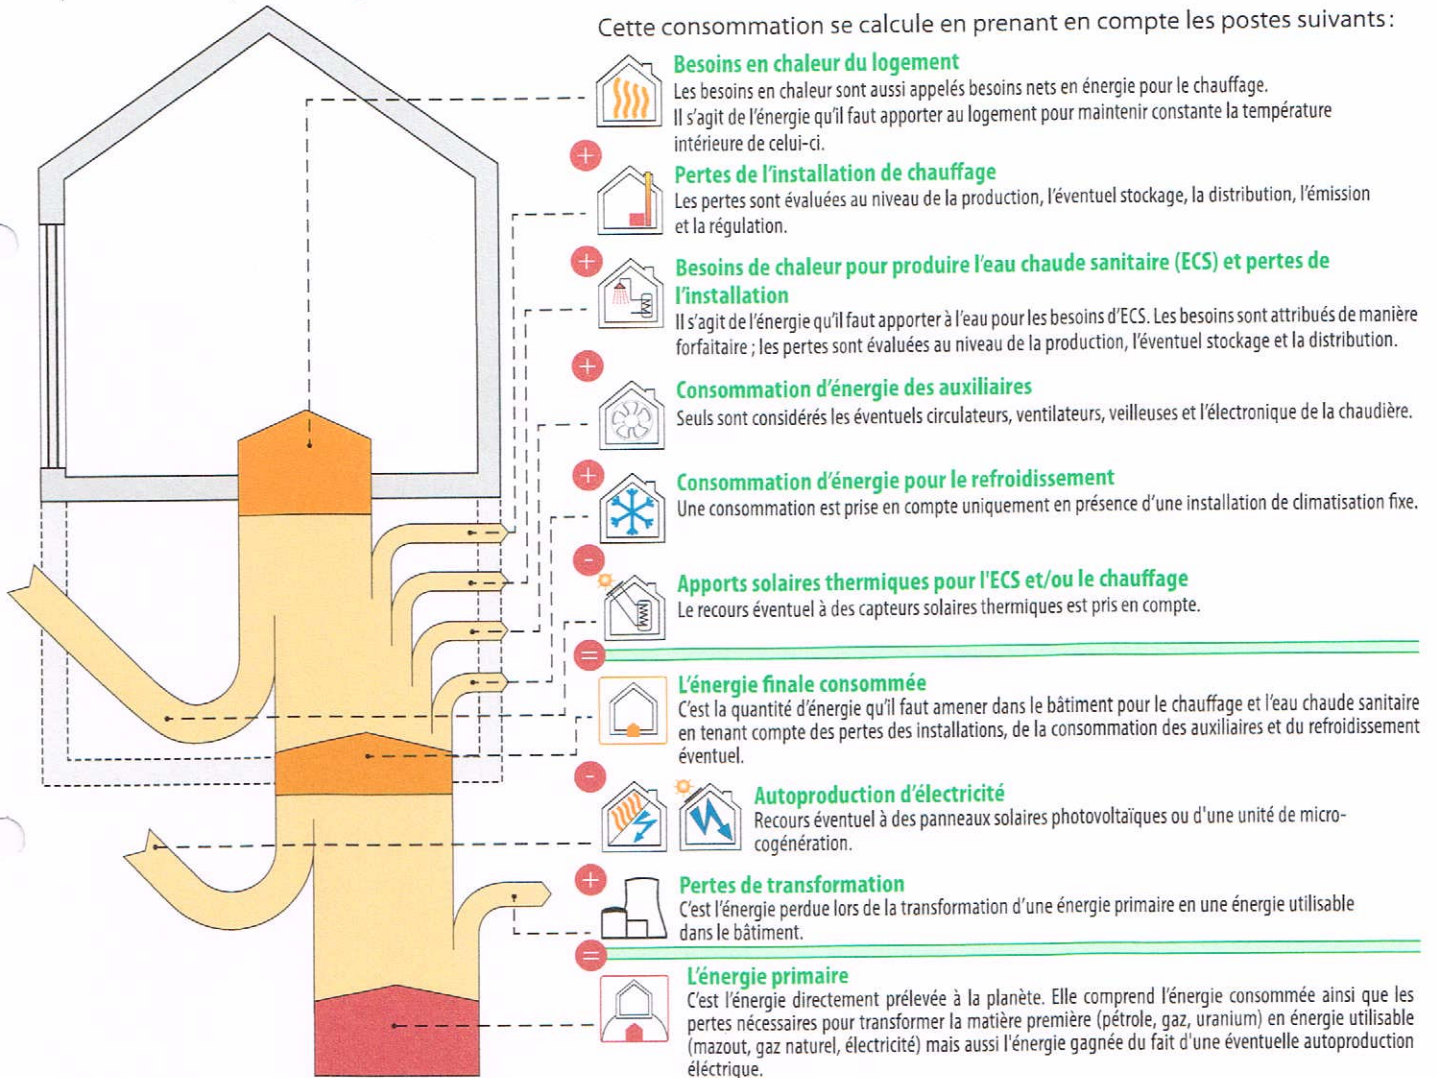 Cette consommation se calcule en prenant en compte les postes suivants :
Besoins en chaleur du logement
Les besoins en chaleur sont aussi appelés besoins nets en énergie pour le chauffage.
Il s'agit de l'énergie qu'il faut apporter au logement pour maintenir constante la température
intérieure de celui-ci.
+
Pertes de l'installation de chauffage
Les pertes sont évaluées au niveau de la production, l'éventuel stockage, la distribution, l'émission
et la régulation.
+
Besoins de chaleur pour produire l'eau chaude sanitaire (ECS) et pertes de
l'installation
Il s'agit de l'énergie qu'il faut apporter à l'eau pour les besoins d'ECS. Les besoins sont attribués de manière
forfaitaire ; les pertes sont évaluées au niveau de la production, l'éventuel stockage et la distribution.
+
Consommation d'énergie des auxiliaires
Seuls sont considérés les éventuels circulateurs, ventilateurs, veilleuses et l'électronique de la chaudière.
+
Consommation d'énergie pour le refroidissement
Une consommation est prise en compte uniquement en présence d'une installation de climatisation fixe.
-
Apports solaires thermiques pour l'ECS et/ou le chauffage
Le recours éventuel à des capteurs solaires thermiques est pris en compte.
=
L'énergie finale consommée
C'est la quantité d'énergie qu'il faut amener dans le bâtiment pour le chauffage et l'eau chaude sanitaire
en tenant compte des pertes des installations, de la consommation des auxiliaires et du refroidissement
éventuel.
-
Autoproduction d'électricité
Recours éventuel à des panneaux solaires photovoltaïques ou d'une unité de micro-
cogénération.
+
Pertes de transformation
C'est l'énergie perdue lors de la transformation d'une énergie primaire en une énergie utilisable
dans le bâtiment.
=
L'énergie primaire
C'est l'énergie directement prélevée à la planète. Elle comprend l'énergie consommée ainsi que les
pertes nécessaires pour transformer la matière première (pétrole, gaz, uranium) en énergie utilisable
(mazout, gaz naturel, électricité) mais aussi l'énergie gagnée du fait d'une éventuelle autoproduction
éléctrique.